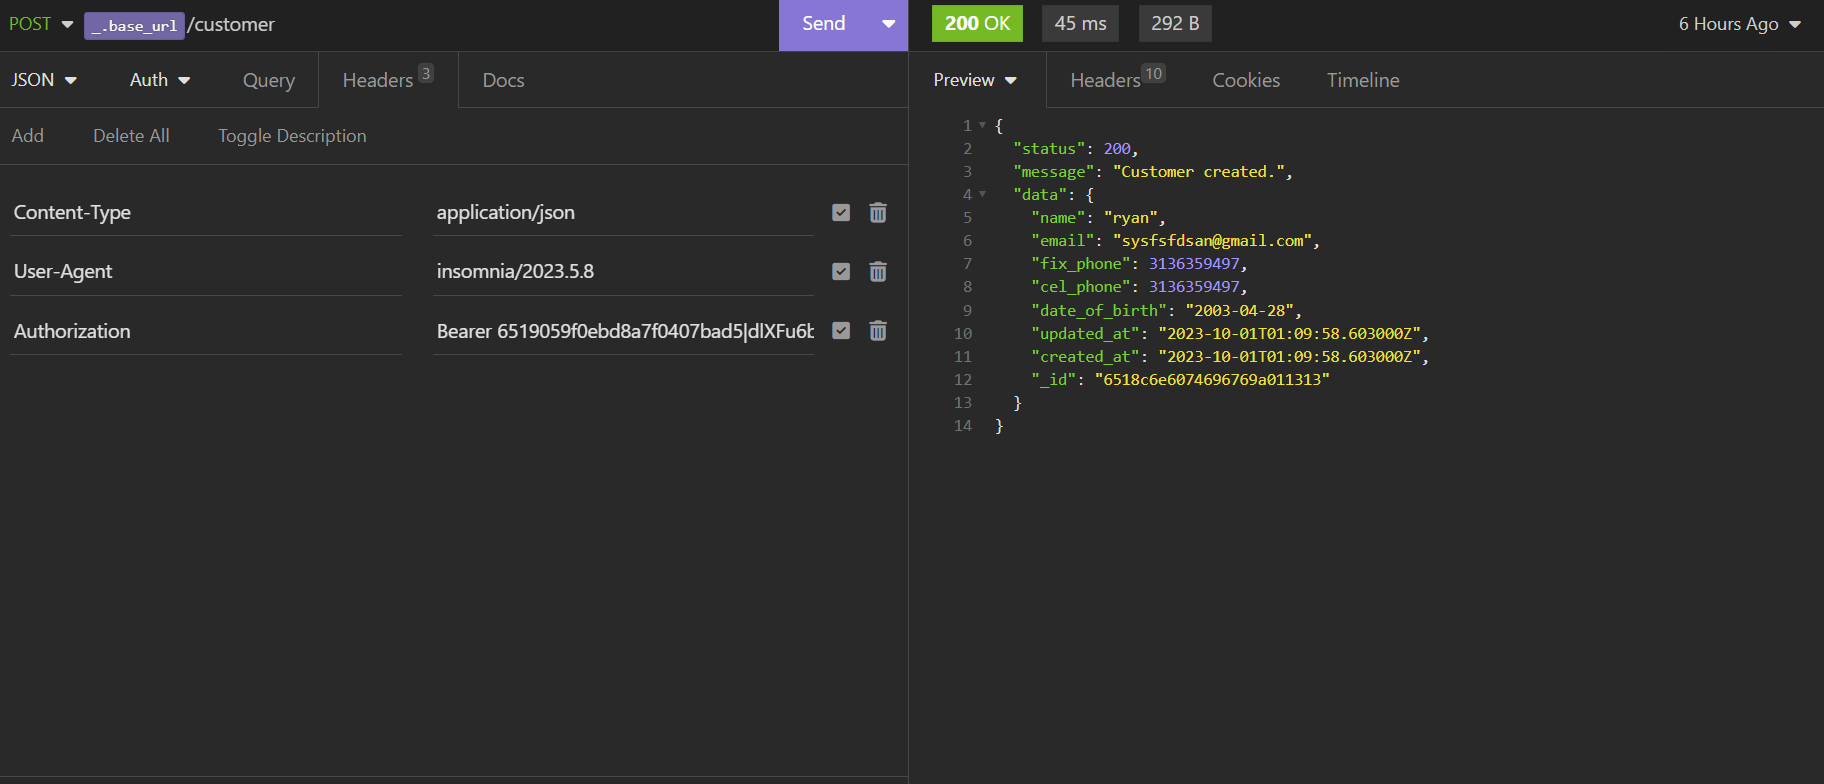 POST _.base_url /customer Send
200 OK 45 ms 292 B 6 Hours Ago
JSON Auth Query Headers 3 Docs
Preview Headers 10 Cookies Timeline
Add Delete All Toggle Description
Content-Type application/json
User-Agent insomnia/2023.5.8
Authorization Bearer 6519059f0ebd8a7f0407bad5|dlXFu6b
1 {
2 "status": 200,
3 "message": "Customer created.",
4 "data": {
5 "name": "ryan",
6 "email": "sysfsfdsan@gmail.com",
7 "fix_phone": 3136359497,
8 "cel_phone": 3136359497,
9 "date_of_birth": "2003-04-28",
10 "updated_at": "2023-10-01T01:09:58.603000Z",
11 "created_at": "2023-10-01T01:09:58.603000Z",
12 "_id": "6518c6e6074696769a011313"
13 }
14 }